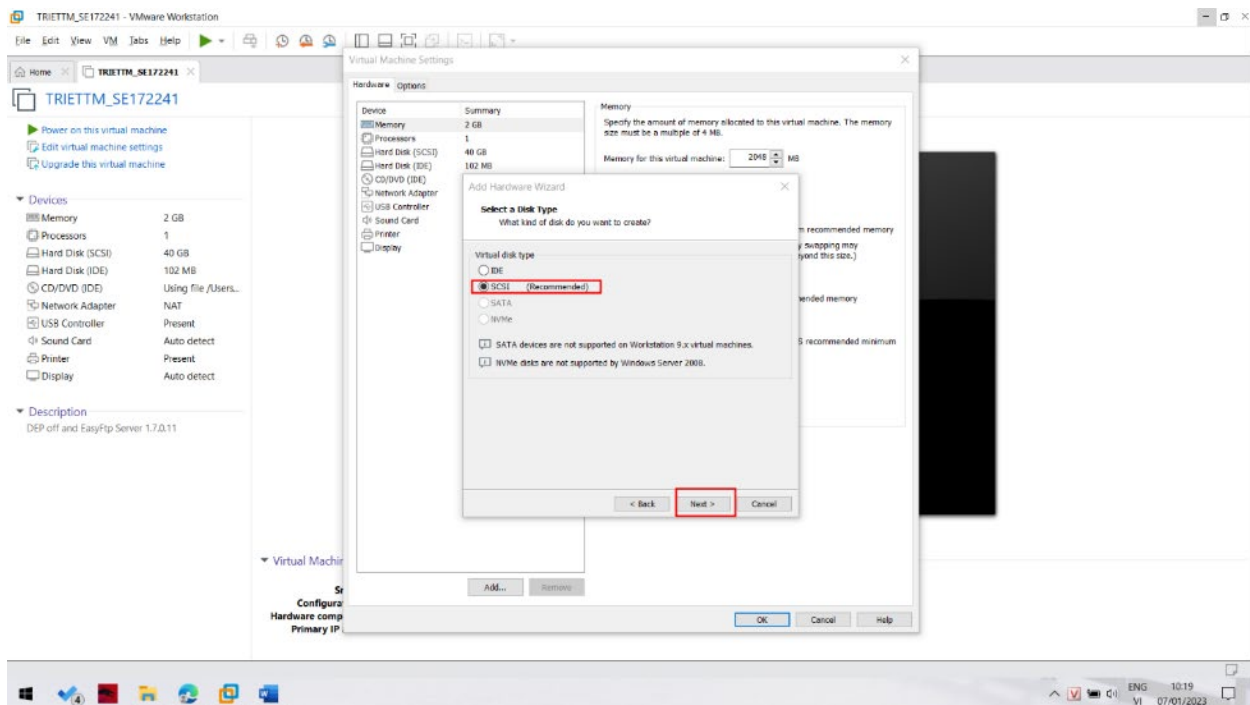 TRIETTM_SE172241 - VMware Workstation
File Edit View VM Tabs Help
Home TRIETTM_SE172241
TRIETTM_SE172241
Power on this virtual machine
Edit virtual machine settings
Upgrade this virtual machine
Devices
Memory 2 GB
Processors 1
Hard Disk (SCSI) 40 GB
Hard Disk (IDE) 102 MB
CD/DVD (IDE) Using file /Users...
Network Adapter NAT
USB Controller Present
Sound Card Auto detect
Printer Present
Display Auto detect
Description
DEP off and EasyFtp Server 1.7.0.11
Virtual Machin
Configura
Hardware comp
Primary IP
Virtual Machine Settings
Hardware Options
Device Summary
Memory 2 GB
Processors 1
Hard Disk (SCSI) 40 GB
Hard Disk (IDE) 102 MB
CD/DVD (IDE)
Network Adapter
USB Controller
Sound Card
Printer
Display
Add... Remove
Memory
Specify the amount of memory allocated to this virtual machine. The memory
size must be a multiple of 4 MB.
Memory for this virtual machine: 2048 MB
recommended memory
swapping may
yond this size.)
ended memory
S recommended minimum
OK Cancel Help
Add Hardware Wizard
Select a Disk Type
What kind of disk do you want to create?
Virtual disk type
IDE
SCSI (Recommended)
SATA
NVMe
SATA devices are not supported on Workstation 9.x virtual machines.
NVMe disks are not supported by Windows Server 2008.
< Back Next > Cancel
4
V
ENG
VI
10:19
07/01/2023